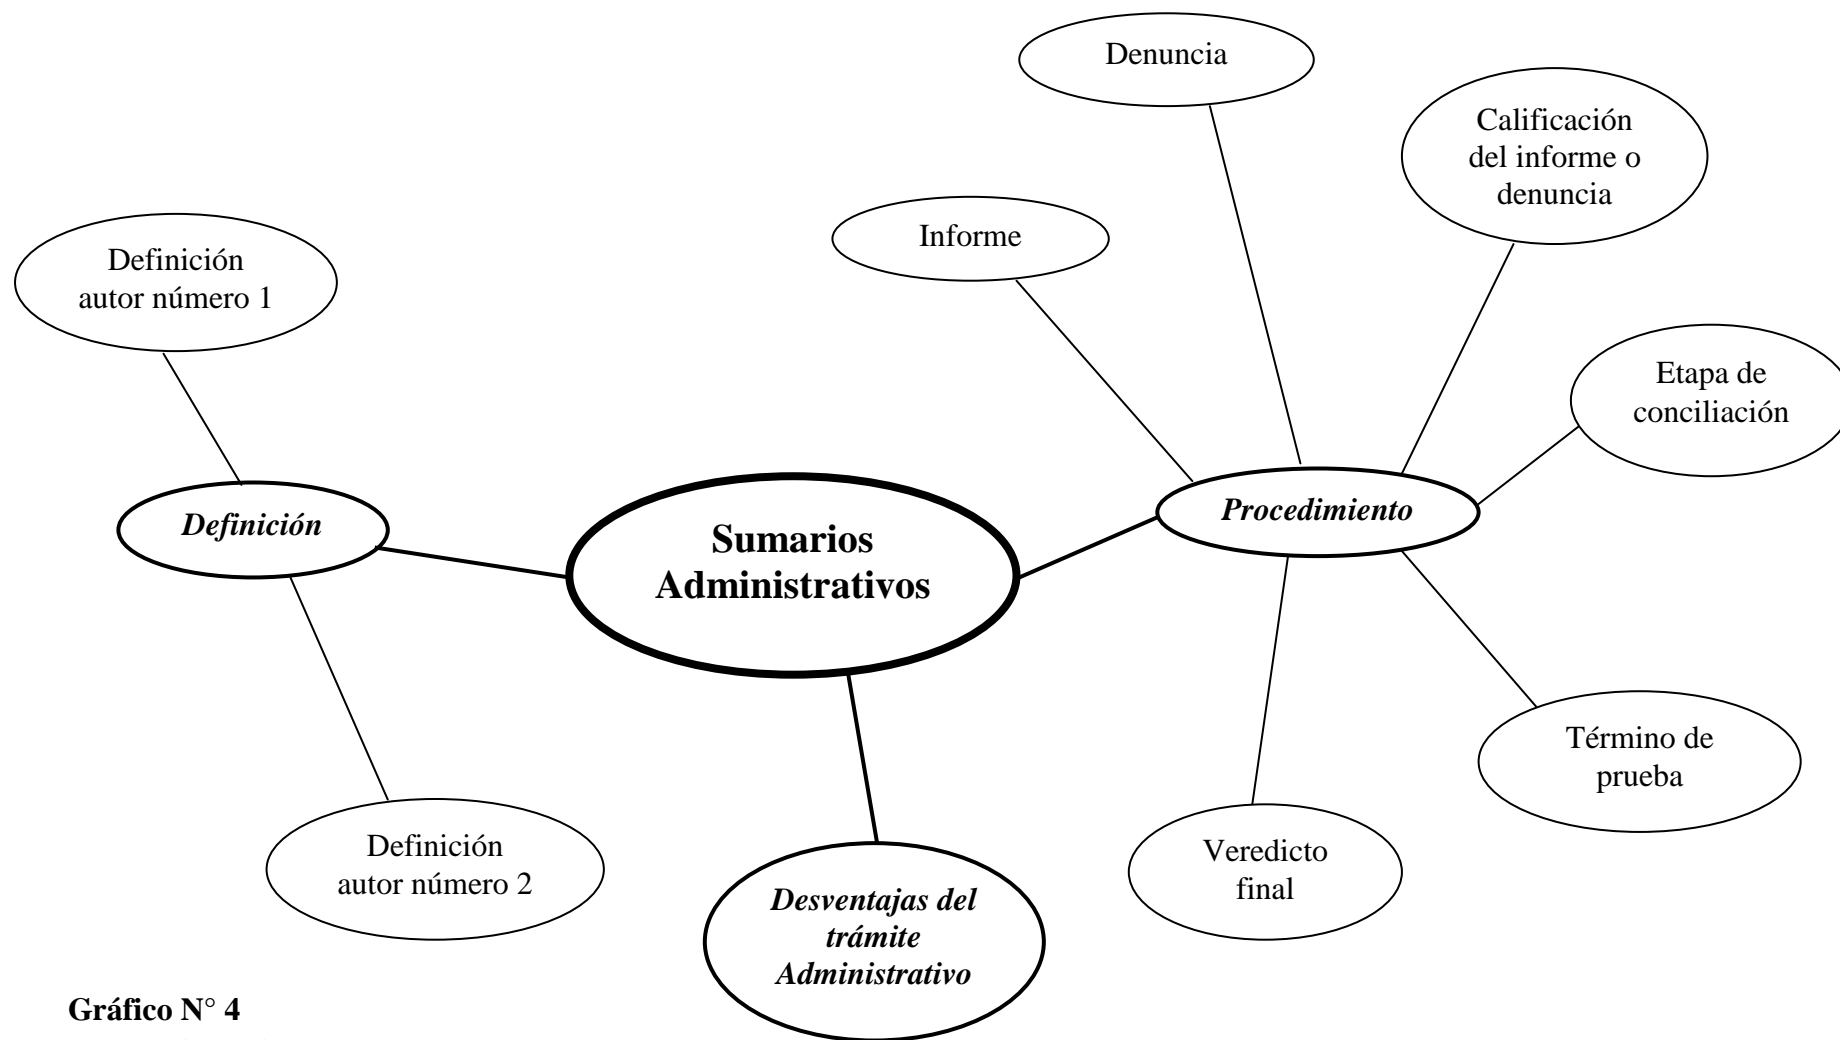 Denuncia
Calificación
del informe o
denuncia
Informe
Definición
autor número 1
Etapa de
conciliación
Definición
Sumarios
Administrativos
Procedimiento
Término de
prueba
Definición
autor número 2
Veredicto
final
Desventajas del
trámite
Administrativo
Gráfico N° 4